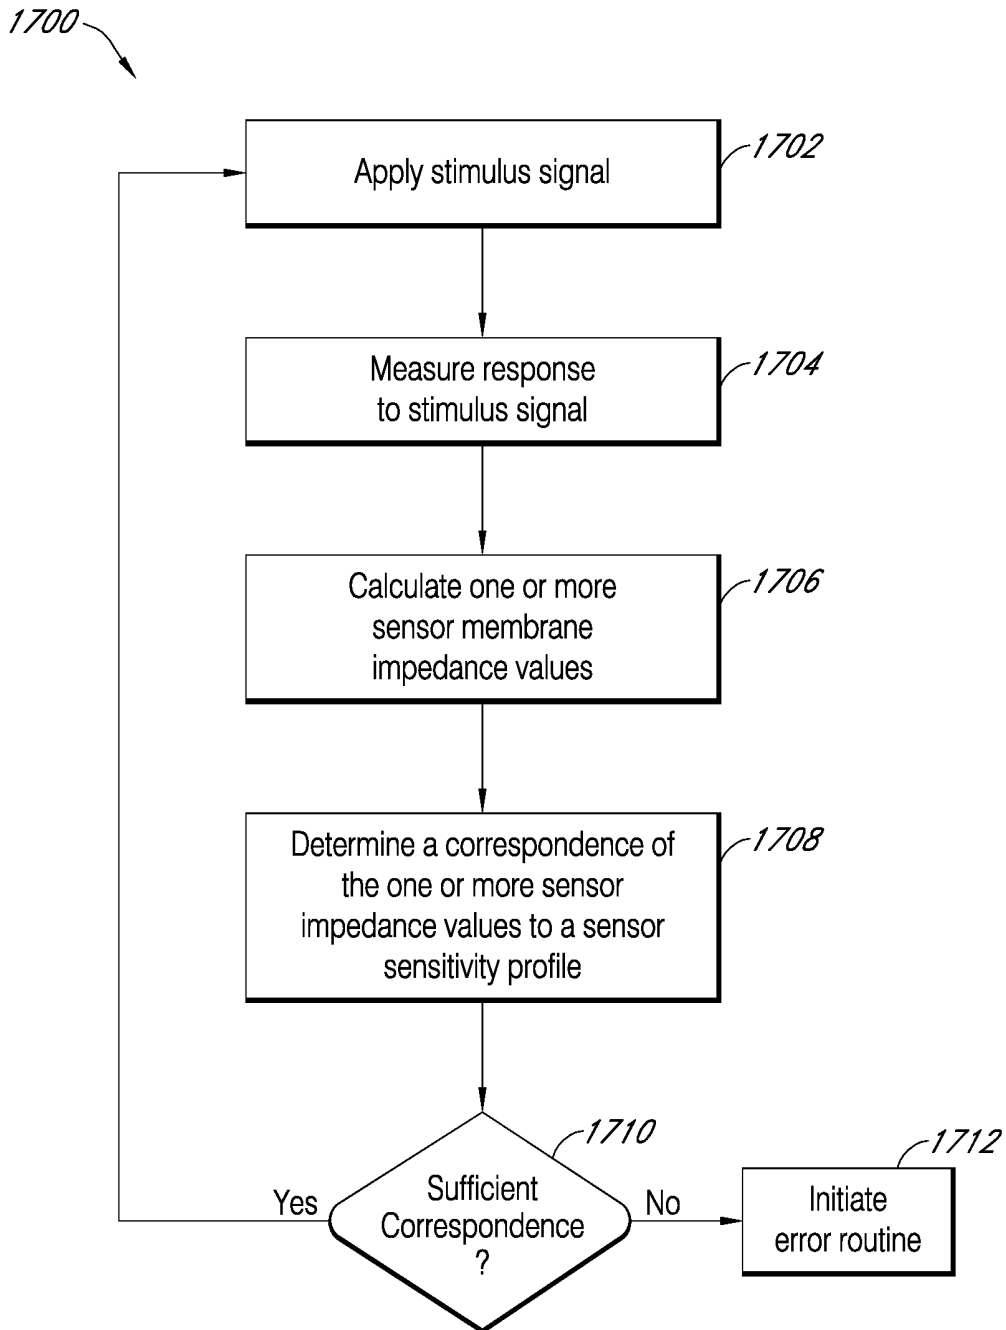 1700
Apply stimulus signal
1702
Measure response
to stimulus signal
1704
Calculate one or more
sensor membrane
impedance values
1706
Determine a correspondence of
the one or more sensor
impedance values to a sensor
sensitivity profile
1708
Sufficient
Correspondence
?
1710
Yes
No
Initiate
error routine
1712